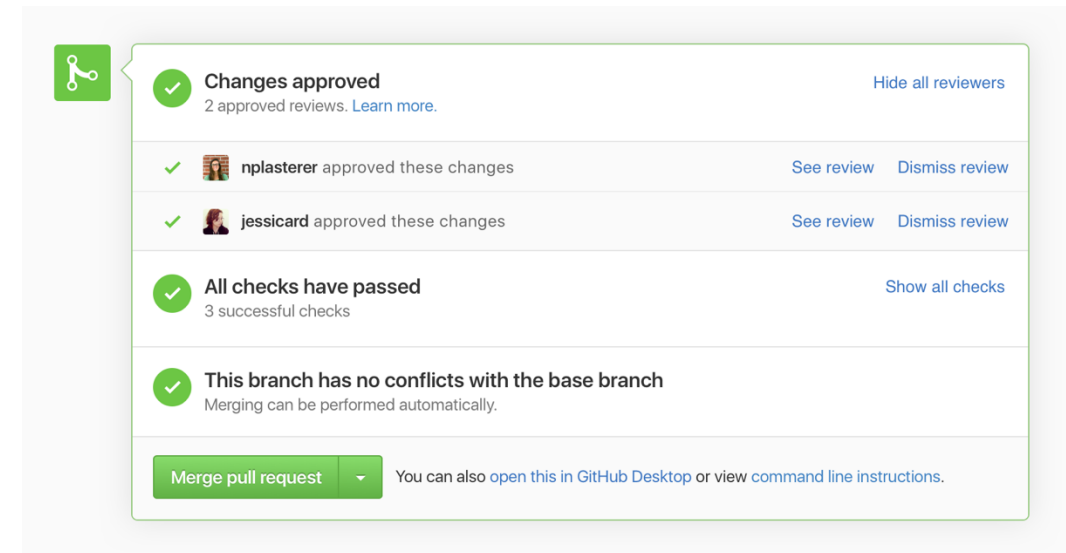 Changes approved
Hide all reviewers
2 approved reviews. Learn more.
nplasterer approved these changes
See review
Dismiss review
jessicard approved these changes
See review
Dismiss review
All checks have passed
Show all checks
3 successful checks
This branch has no conflicts with the base branch
Merging can be performed automatically.
Merge pull request
You can also open this in GitHub Desktop or view command line instructions.